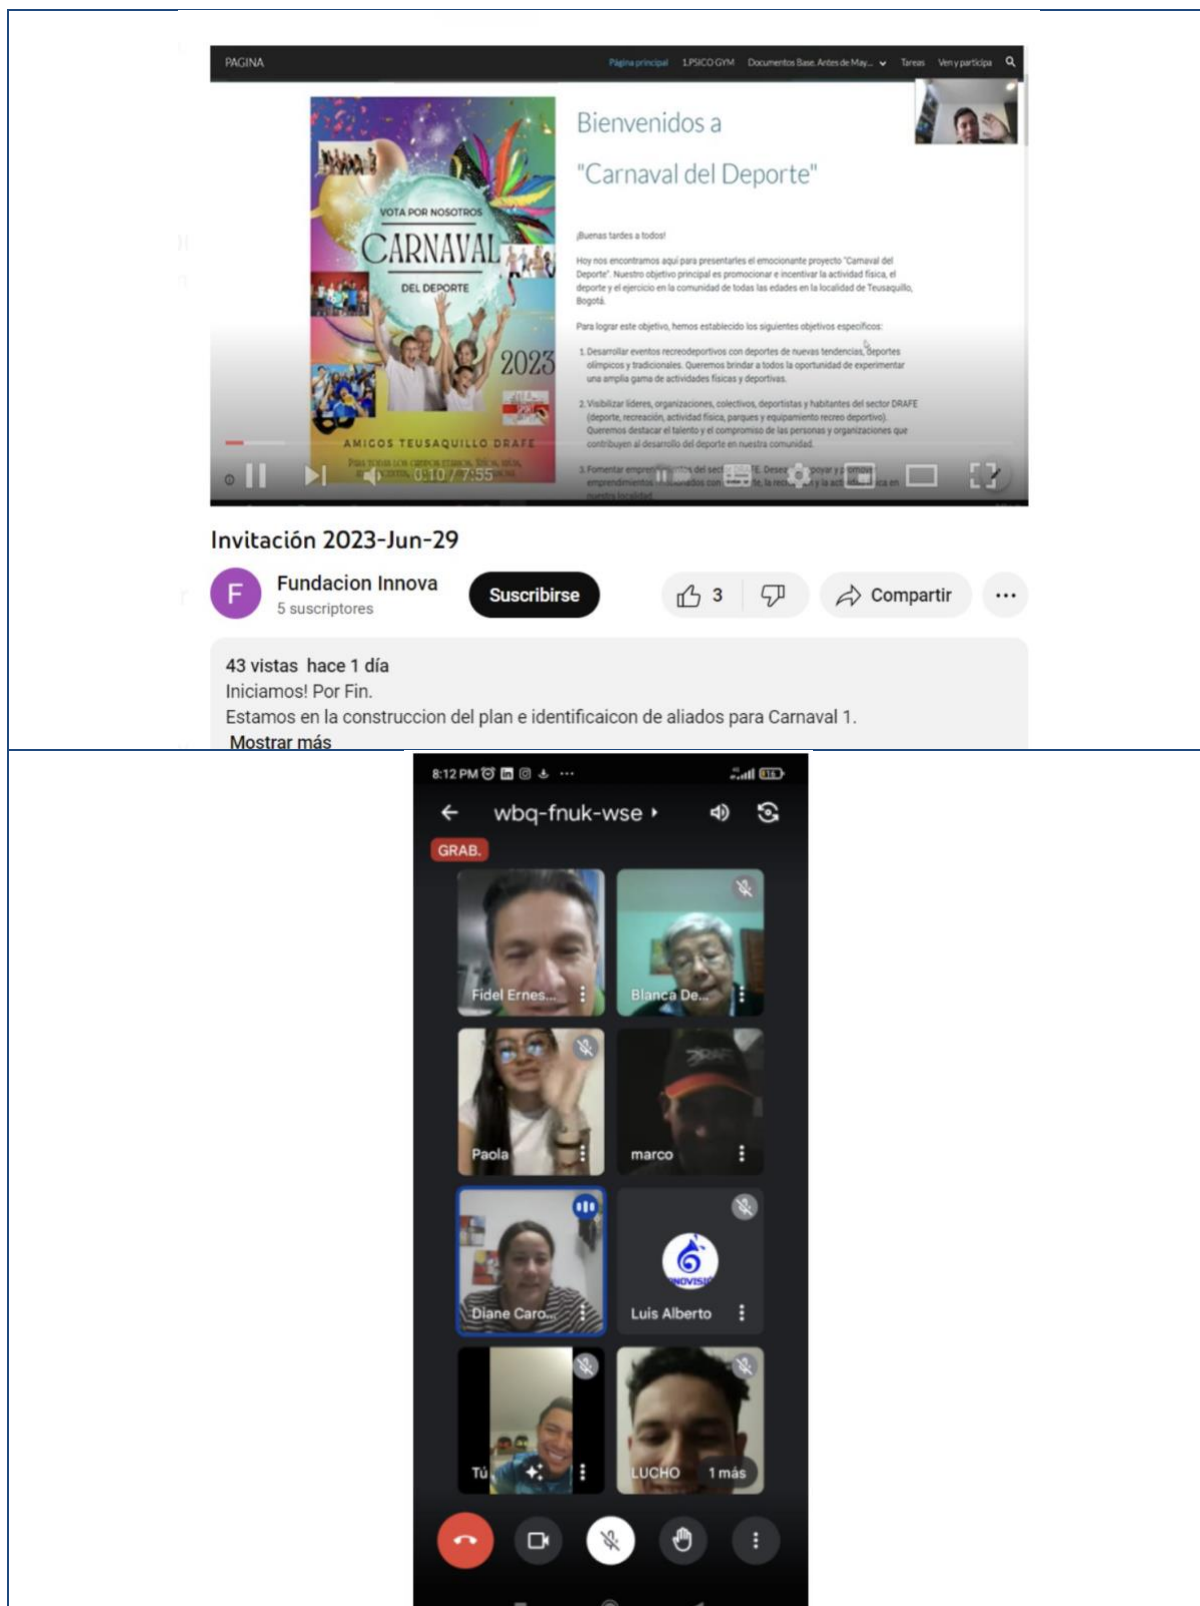 PAGINA
Página principal 1.PSICO GYM Documentos Base. Antes de May... Tareas Ven y participa
VOTA POR NOSOTROS
CARNAVAL
DEL DEPORTE
2023
AMIGOS TEUSAQUILLO DRAFE
Bienvenidos a
"Carnaval del Deporte"
¡Buenas tardes a todos!
Hoy nos encontramos aquí para presentarles el emocionante proyecto "Carnaval del
Deporte". Nuestro objetivo principal es promocionar e incentivar la actividad física, el
deporte y el ejercicio en la comunidad de todas las edades en la localidad de Teusaquillo,
Bogotá.
Para lograr este objetivo, hemos establecido los siguientes objetivos específicos:
1. Desarrollar eventos recreodeportivos con deportes de nuevas tendencias, deportes
olímpicos y tradicionales. Queremos brindar a todos la oportunidad de experimentar
una amplia gama de actividades físicas y deportivas.
2. Visibilizar líderes, organizaciones, colectivos, deportistas y habitantes del sector DRAFE
(deporte, recreación, actividad física, parques y equipamiento recreo deportivo).
Queremos destacar el talento y el compromiso de las personas y organizaciones que
contribuyen al desarrollo del deporte en nuestra comunidad.
3. Fomentar del sector
nuestra localidad.
0:10 / 7:55
Invitación 2023-Jun-29
F
Fundacion Innova
5 suscriptores
Suscribirse
3
Compartir
43 vistas hace 1 día
Iniciamos! Por Fin.
Estamos en la construccion del plan e identificaicon de aliados para Carnaval 1.
Mostrar más
8:12 PM
wbq-fnuk-wse
GRAB.
Fidel Ernes...
Blanca De...
Paola
marco
Diane Caro...
Luis Alberto
Tú
LUCHO
1 más